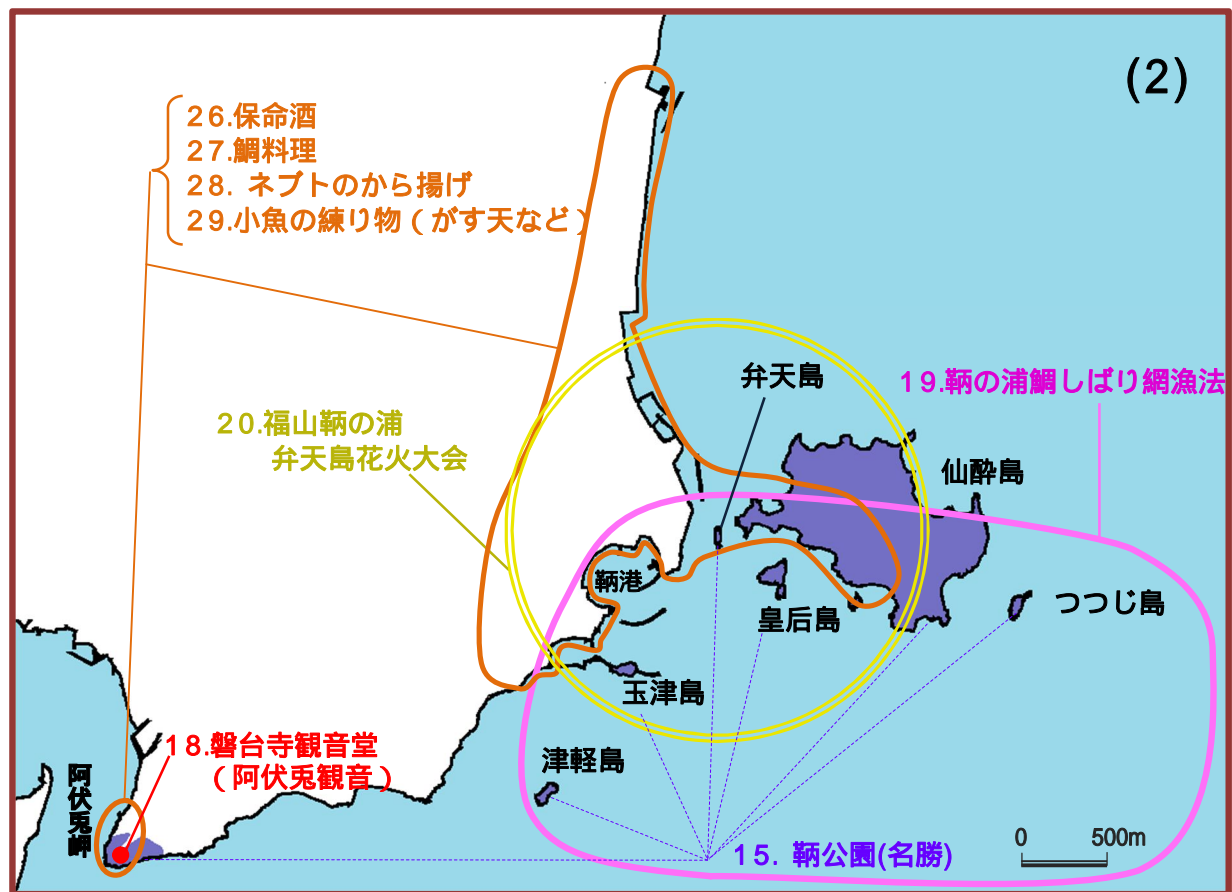 (2)
26.保命酒
27.鯛料理
28. ネブトのから揚げ
29.小魚の練り物（がす天など）
弁天島
19.鞆の浦鯛しばり網漁法
20.福山鞆の浦
弁天島花火大会
仙酔島
鞆港
つつじ島
皇后島
玉津島
18.磐台寺観音堂
（阿伏兎観音）
津軽島
阿伏兎岬
15. 鞆公園(名勝)
0 500m